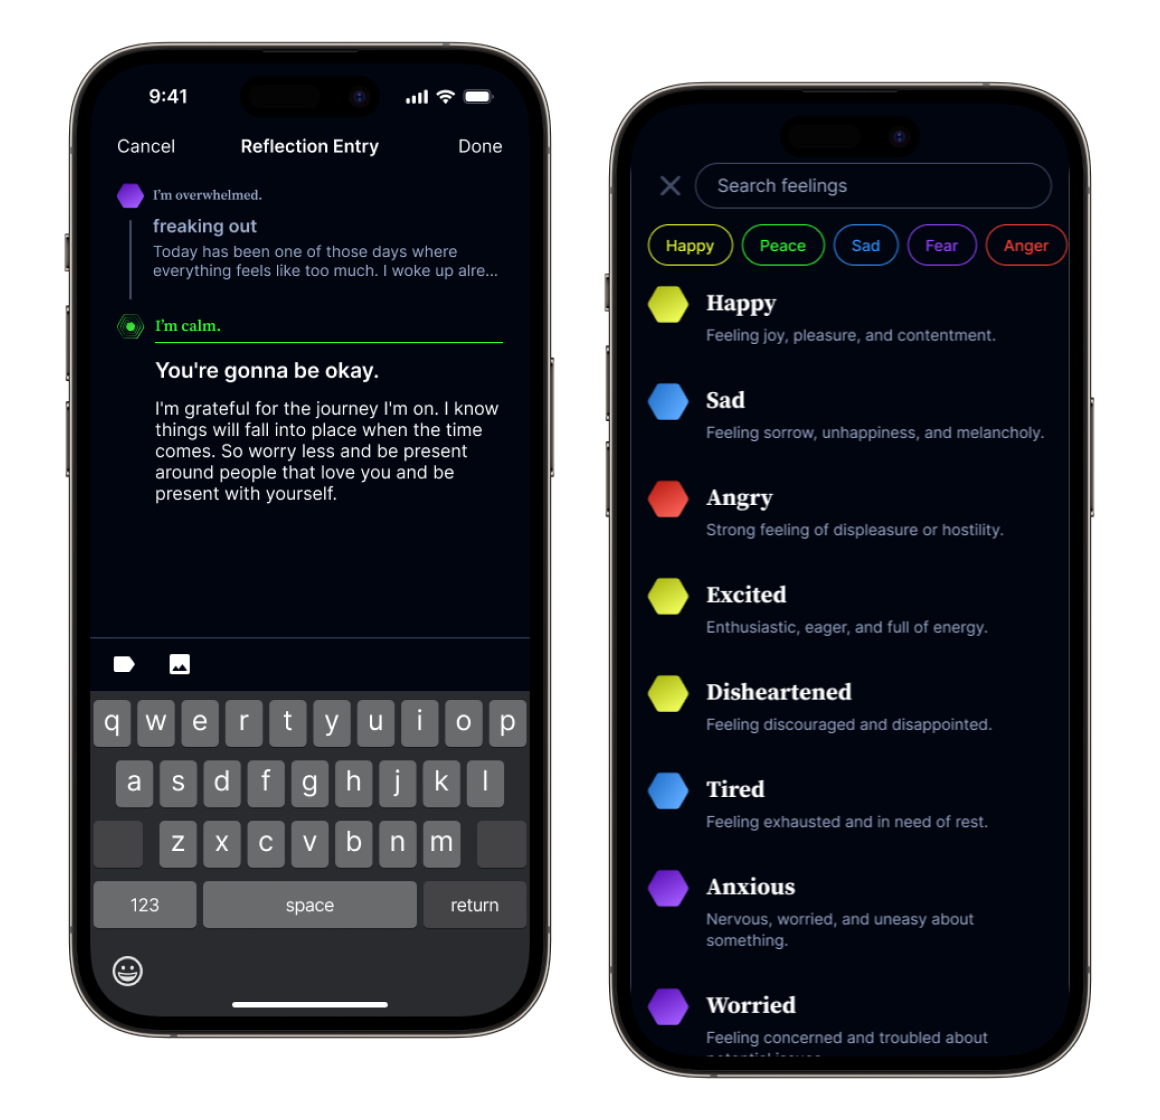 9:41
Cancel Reflection Entry Done
I'm overwhelmed.
freaking out
Today has been one of those days where
everything feels like too much. I woke up alre...
I'm calm.
You're gonna be okay.
I'm grateful for the journey I'm on. I know
things will fall into place when the time
comes. So worry less and be present
around people that love you and be
present with yourself.
q w e r t y u i o p
a s d f g h j k l
z x c v b n m
123 space return
Search feelings
Happy Peace Sad Fear Anger
Happy
Feeling joy, pleasure, and contentment.
Sad
Feeling sorrow, unhappiness, and melancholy.
Angry
Strong feeling of displeasure or hostility.
Excited
Enthusiastic, eager, and full of energy.
Disheartened
Feeling discouraged and disappointed.
Tired
Feeling exhausted and in need of rest.
Anxious
Nervous, worried, and uneasy about
something.
Worried
Feeling concerned and troubled about